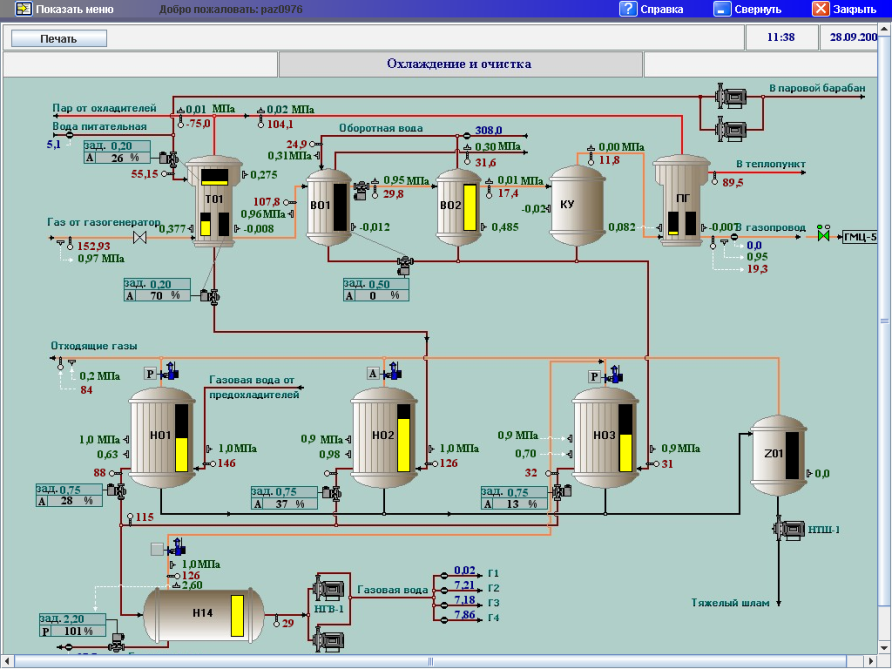 Показать меню
Добро пожаловать: paz0976
Справка
Свернуть
Закрыть
Печать
11:38
28.09.200
Охлаждение и очистка
В паровой барабан
Пар от охладителей
0,01 МПа
-75,0
0,02 МПа
104,1
Вода питательная
5,1
зад. 0,20
A 26 %
55,15
0,275
T01
0,377
-0,008
Оборотная вода
308,0
24,9
0,31МПа
0,30 МПа
31,6
0,00 МПа
11,8
В теплопункт
89,5
107,8
0,96МПа
B01
-0,012
0,95 МПа
29,8
B02
0,485
0,01 МПа
17,4
-0,02
КУ
0,082
ПГ
-0,007
В газопровод
0,0
0,95
19,3
ГМЦ-5
Газ от газогенератор
152,93
0,97 МПа
зад. 0,20
A 70 %
зад. 0,50
A 0 %
Отходящие газы
0,2 МПа
84
P
A
P
Газовая вода от
предохладителей
H01
1,0 МПа
0,63
88
1,0МПа
146
H02
0,9 МПа
0,98
1,0 МПа
126
H03
0,9 МПа
0,70
32
0,9МПа
31
Z01
0,0
зад. 0,75
A 28 %
зад. 0,75
A 37 %
зад. 0,75
A 13 %
115
НТШ-1
Тяжелый шлам
1,0МПа
126
2,60
H14
29
зад. 2,20
P 101 %
НГВ-1
Газовая вода
0,02 Г1
7,21 Г2
7,18 Г3
7,86 Г4